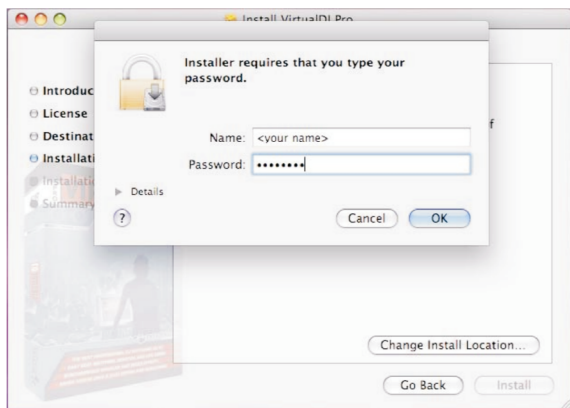 Install VirtualDJ Pro
Installer requires that you type your
password.
Introduc
License
Destinat
Installati
Installatio
Summary
f
Name: <your name>
Password: ••••••••
Details
?
Cancel
OK
Change Install Location...
Go Back
Install